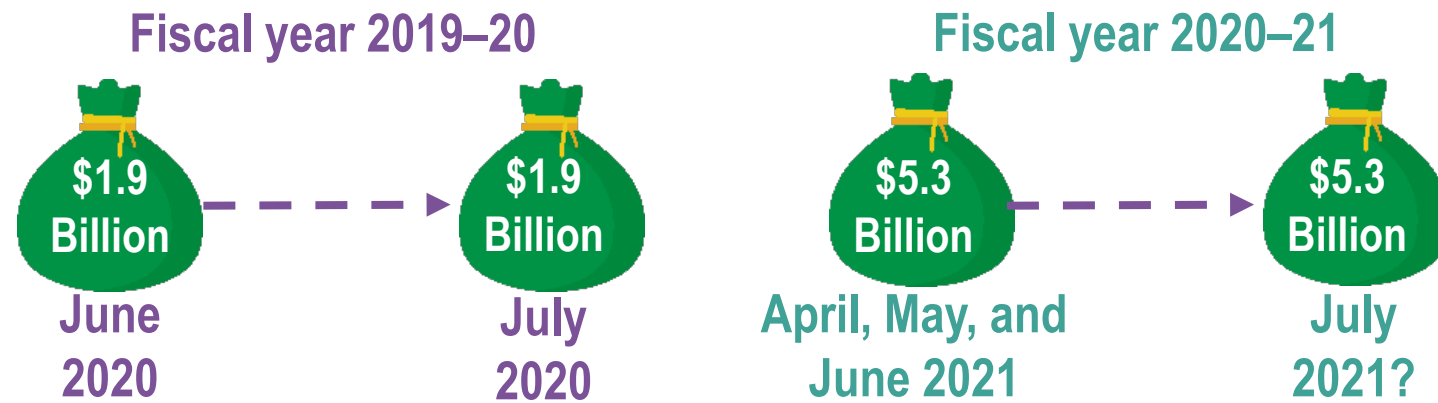 Fiscal year 2019–20
$1.9
Billion
June
2020
$1.9
Billion
July
2020
Fiscal year 2020–21
$5.3
Billion
April, May, and
June 2021
$5.3
Billion
July
2021?